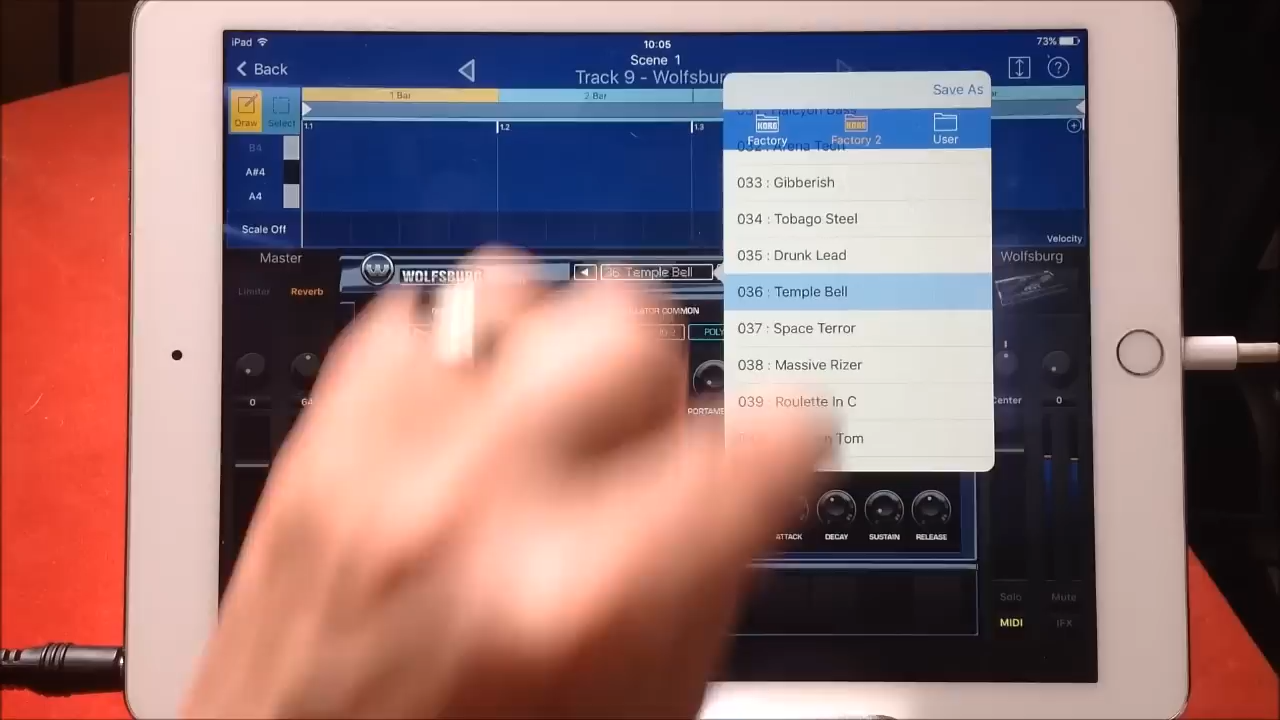 iPad
10:05
73%
Back
Scene 1
Track 9 - Wolfsbur
Save As
1 Bar
2 Bar
Draw
Select
1.1
1.2
1.3
Factory
Factory 2
User
B4
A#4
A4
Scale Off
Velocity
033 : Gibberish
034 : Tobago Steel
035 : Drunk Lead
036 : Temple Bell
037 : Space Terror
038 : Massive Rizer
039 : Roulette In C
Tom
Master
Limiter
Reverb
0
64
WOLFSBURG
36: Temple Bell
COMMON
POLY
PORTAME
ATTACK
DECAY
SUSTAIN
RELEASE
Wolfsburg
Center
0
Solo
Mute
MIDI
IFX